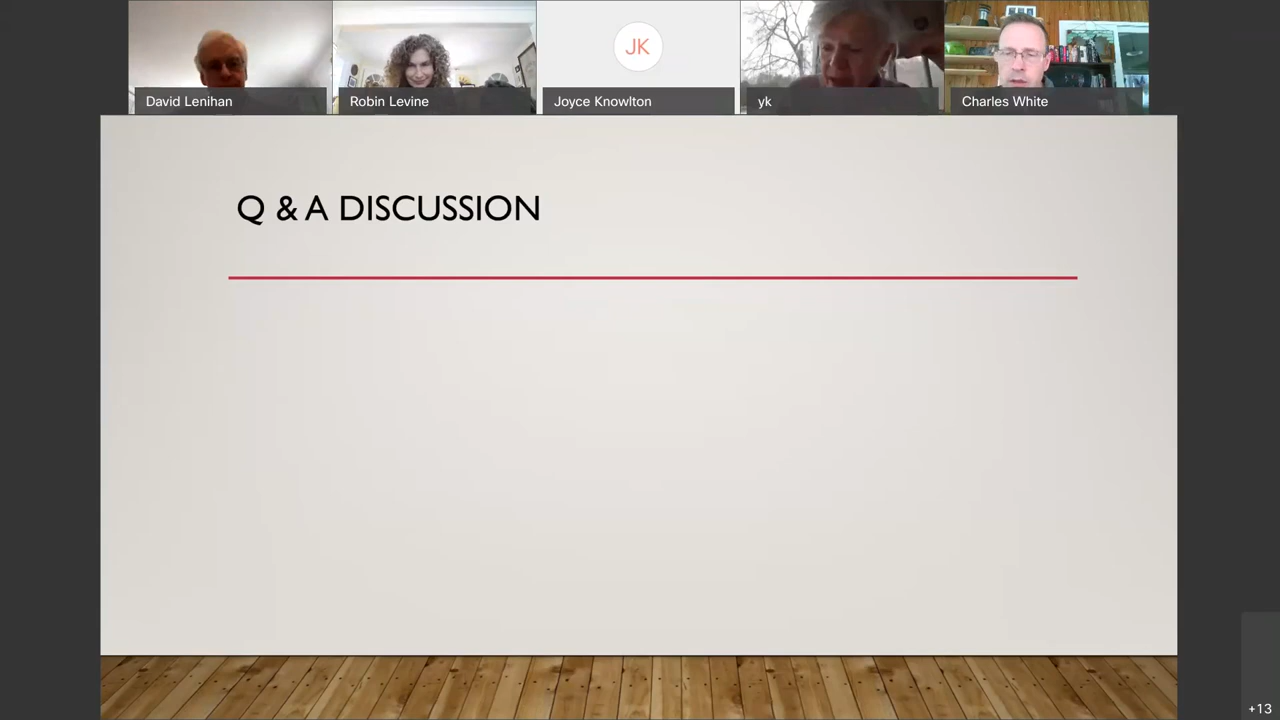 David Lenihan
Robin Levine
JK
Joyce Knowlton
yk
Charles White
Q & A DISCUSSION
+13